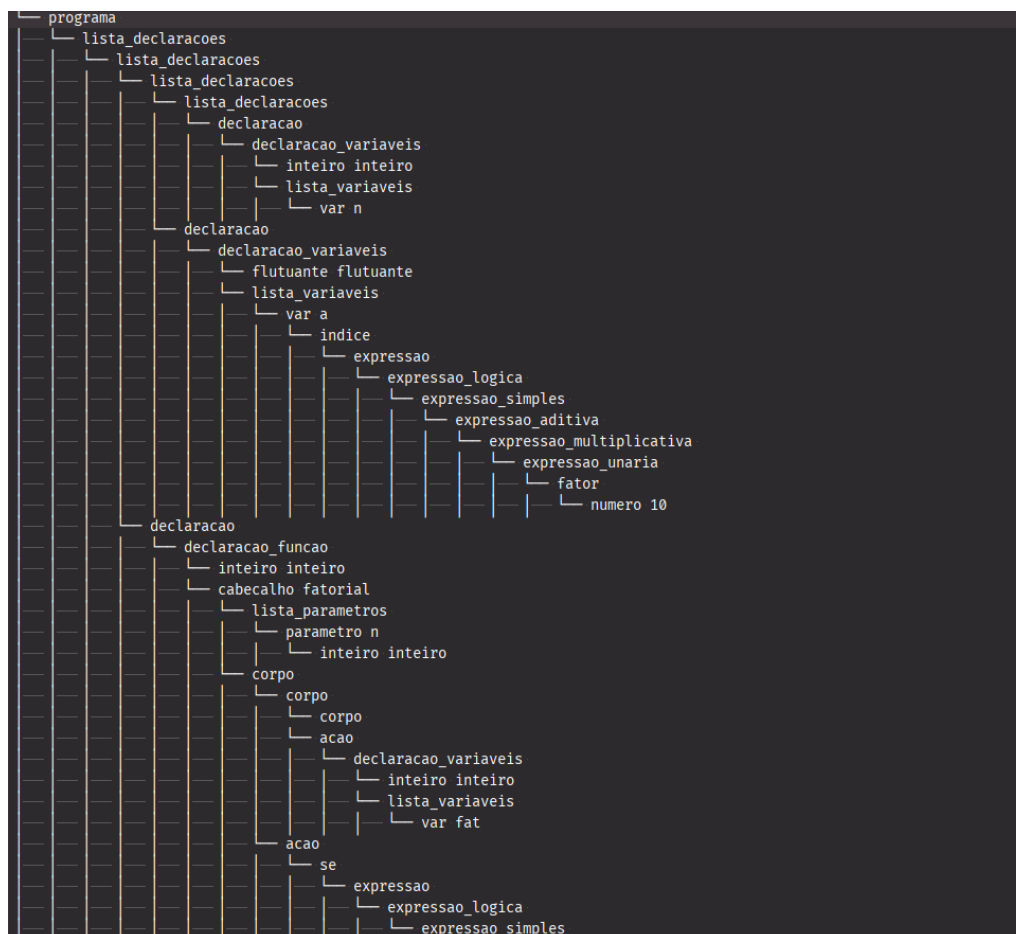 programa
lista_declaracoes
lista_declaracoes
lista_declaracoes
lista_declaracoes
declaracao
declaracao_variaveis
inteiro inteiro
lista_variaveis
var n
declaracao
declaracao_variaveis
flutuante flutuante
lista_variaveis
var a
indice
expressao
expressao_logica
expressao_simples
expressao_aditiva
expressao_multiplicativa
expressao_unaria
fator
numero 10
declaracao
declaracao_funcao
inteiro inteiro
cabecalho fatorial
lista_parametros
parametro n
inteiro inteiro
corpo
corpo
corpo
acao
declaracao_variaveis
inteiro inteiro
lista_variaveis
var fat
acao
se
expressao
expressao_logica
expressao_simples